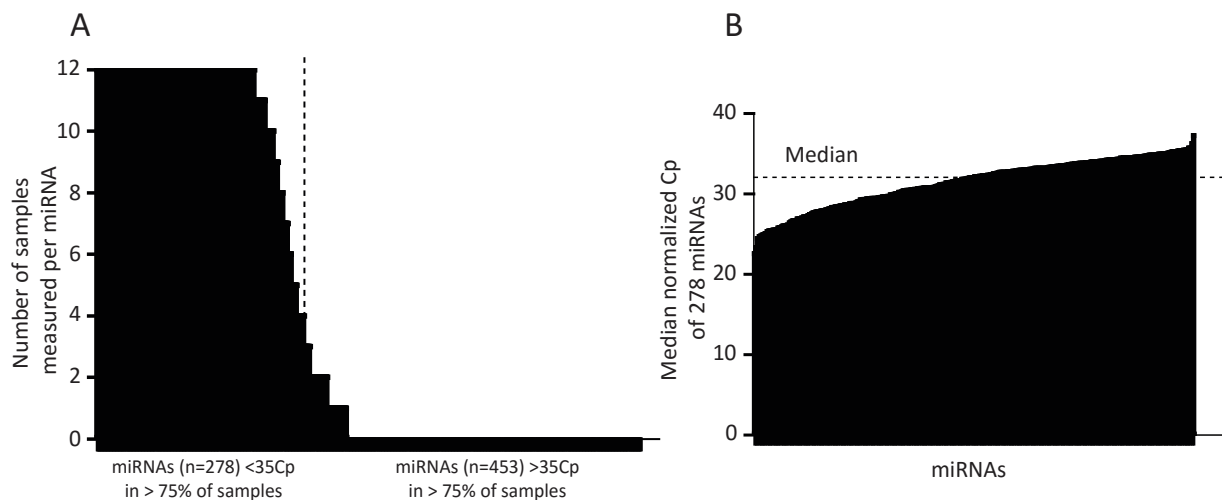 A
Number of samples
measured per miRNA
12
10
8
6
4
2
0
miRNAs (n=278) <35Cp
in > 75% of samples
miRNAs (n=453) >35Cp
in > 75% of samples
B
Median normalized Cp
of 278 miRNAs
40
30
20
10
0
Median
miRNAs